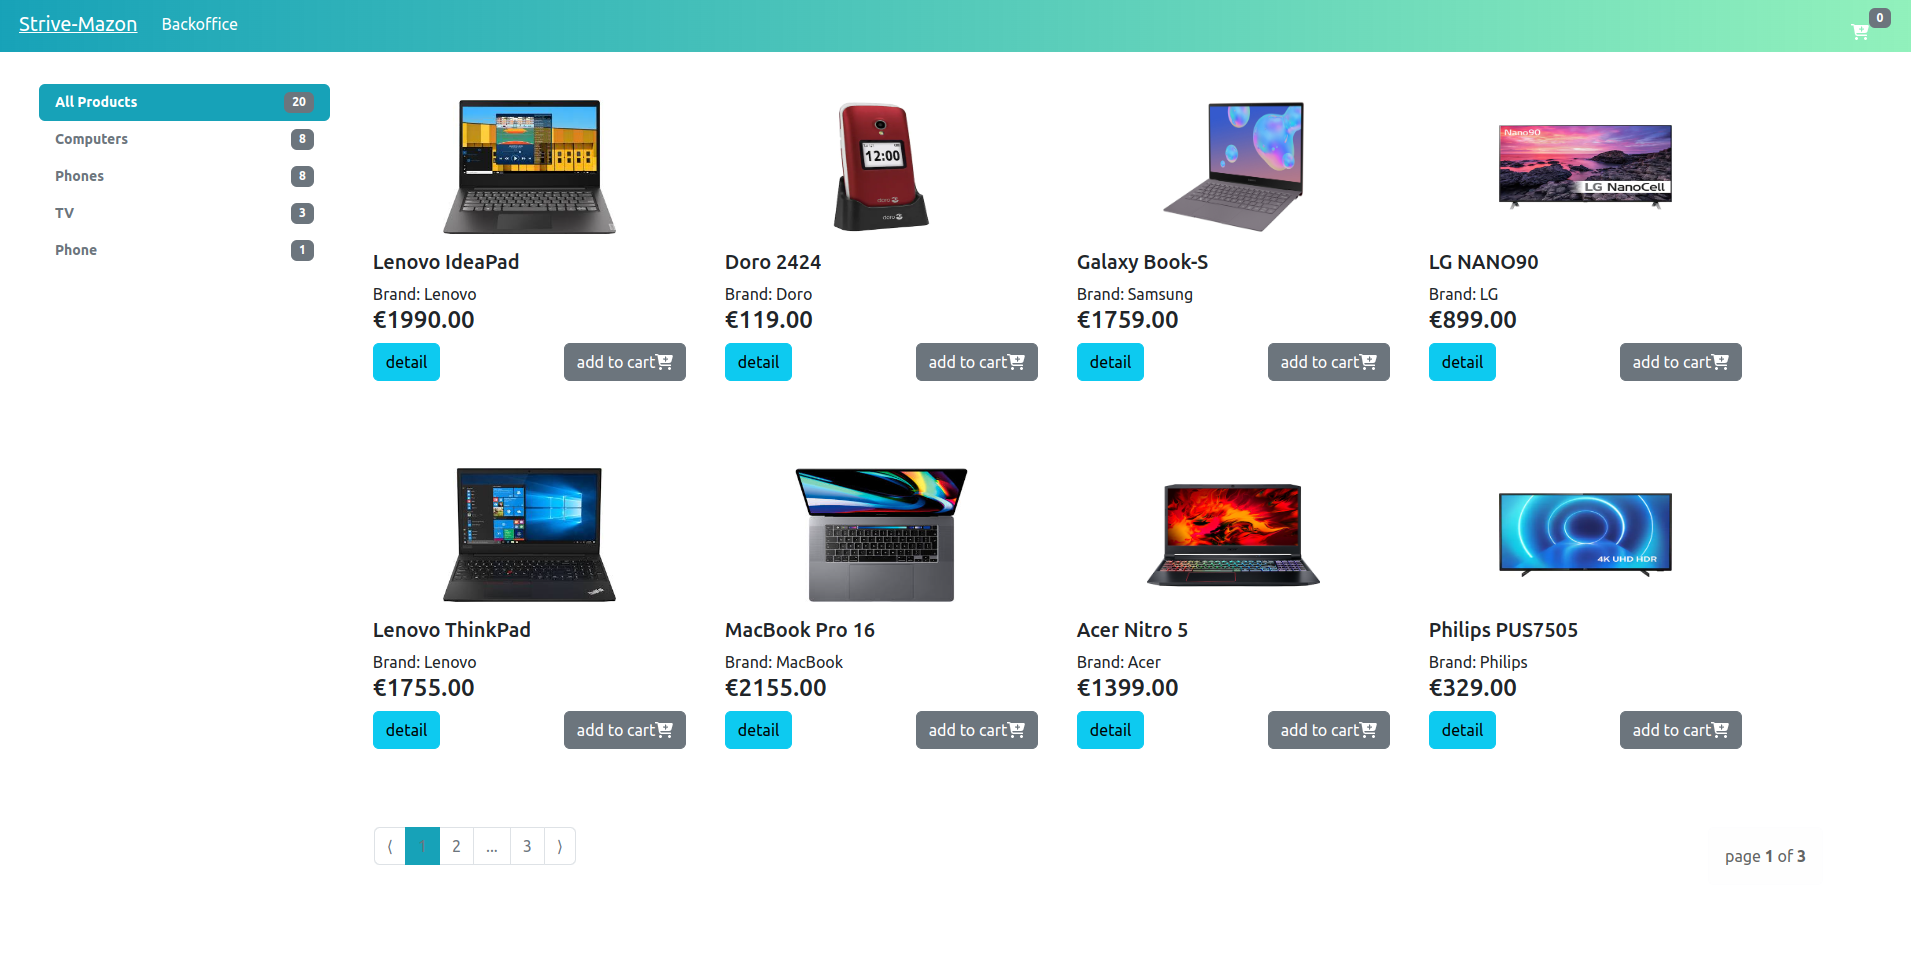 Strive-Mazon Backoffice 0
All Products 20
Computers 8
Phones 8
TV 3
Phone 1
12:00
doro
doro
Nano90
LG NanoCell
Lenovo IdeaPad
Brand: Lenovo
€1990.00
detail add to cart
Doro 2424
Brand: Doro
€119.00
detail add to cart
Galaxy Book-S
Brand: Samsung
€1759.00
detail add to cart
LG NANO90
Brand: LG
€899.00
detail add to cart
4K UHD HDR
Lenovo ThinkPad
Brand: Lenovo
€1755.00
detail add to cart
MacBook Pro 16
Brand: MacBook
€2155.00
detail add to cart
Acer Nitro 5
Brand: Acer
€1399.00
detail add to cart
Philips PUS7505
Brand: Philips
€329.00
detail add to cart
⟨ 1 2 ... 3 ⟩
page 1 of 3